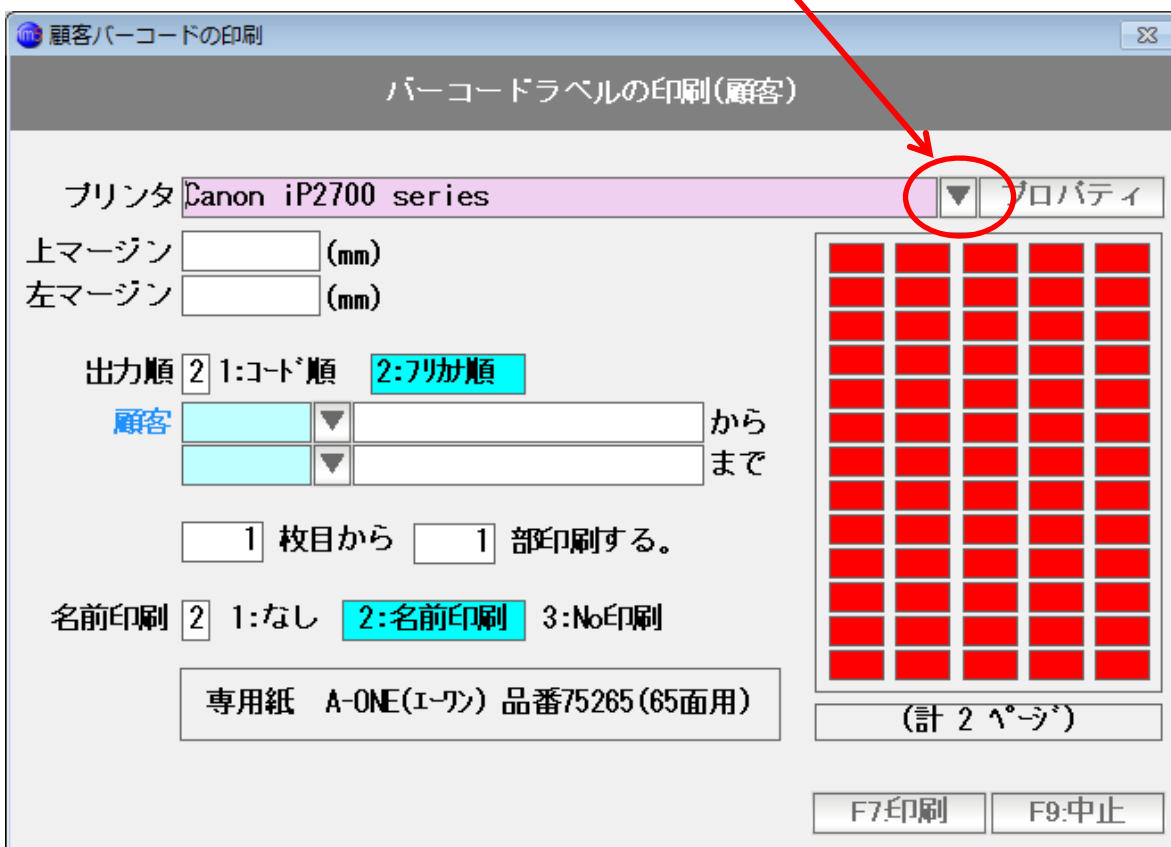 顧客バーコードの印刷
バーコードラベルの印刷(顧客)
プリンタ Canon iP2700 series ▼ プロパティ
上マージン (mm)
左マージン (mm)
出力順 2 1:ｺｰﾄﾞ順 2:ﾌﾘｶﾅ順
顧客 ▼ から
▼ まで
1 枚目から 1 部印刷する。
名前印刷 2 1:なし 2:名前印刷 3:No印刷
専用紙 A-ONE(ｴｰﾜﾝ) 品番75265(65面用)
(計 2 ﾍﾟｰｼﾞ)
F7:印刷 F9:中止